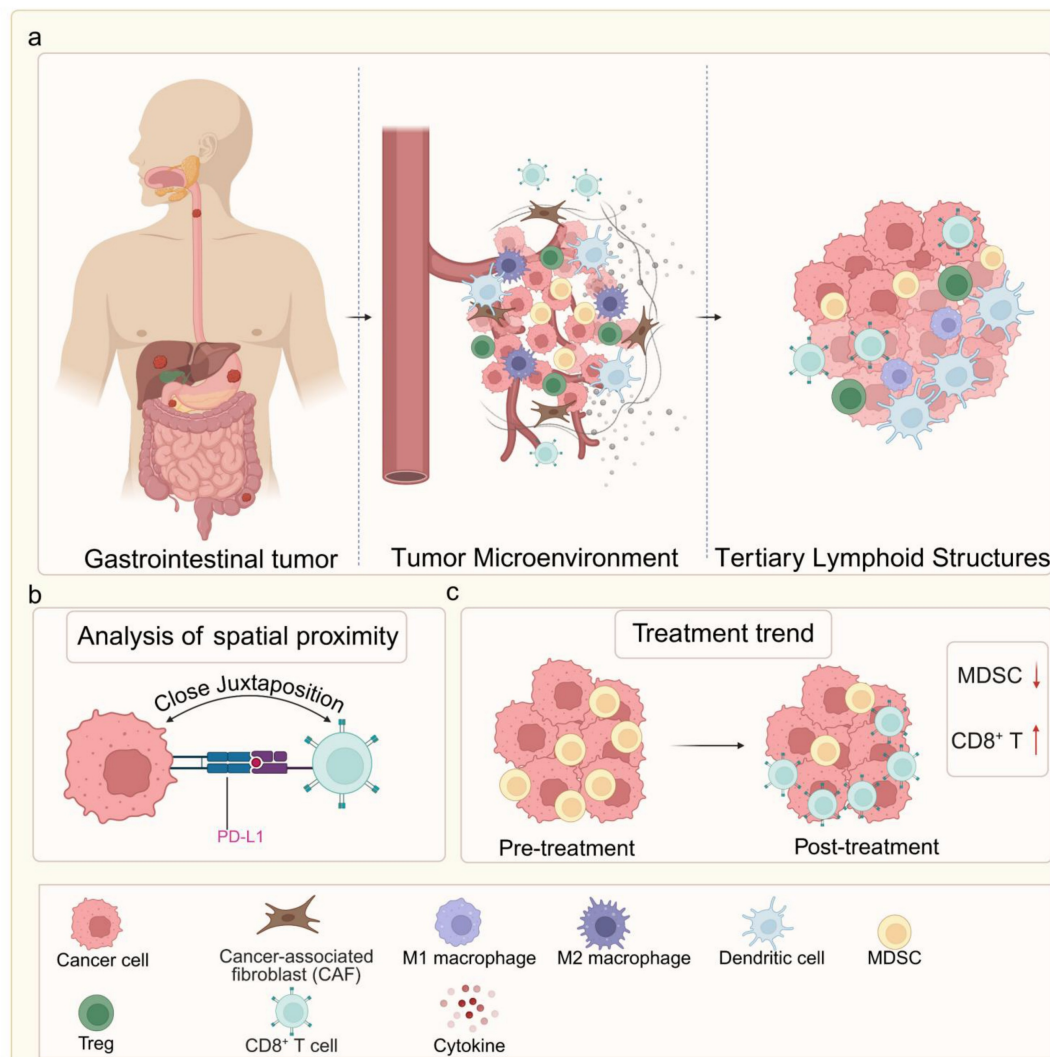 a
Gastrointestinal tumor
Tumor Microenvironment
Tertiary Lymphoid Structures
b
Analysis of spatial proximity
Close Juxtaposition
PD-L1
c
Treatment trend
MDSC ↓
CD8⁺ T ↑
Pre-treatment
Post-treatment
Cancer cell
Cancer-associated
fibroblast (CAF)
M1 macrophage
M2 macrophage
Dendritic cell
MDSC
Treg
CD8⁺ T cell
Cytokine